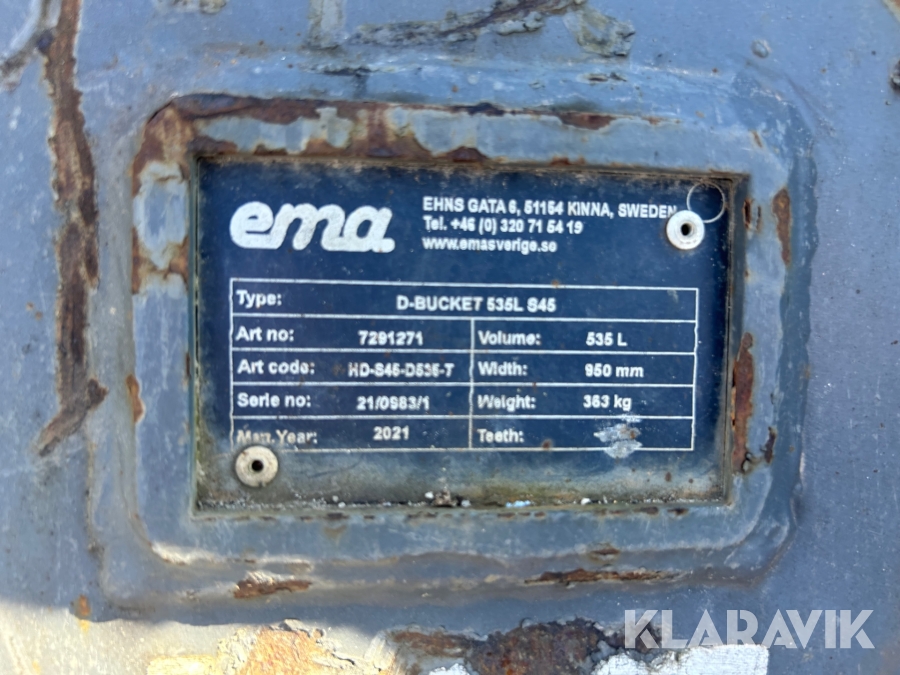 ema
EHNS GATA 6, 51154 KINNA, SWEDEN
Tel. +46 (0) 320 71 54 19
www.emasverige.se
Type: D-BUCKET 535L S45
Art no: 7291271 Volume: 535 L
Art code: HD-S45-D535-T Width: 950 mm
Serie no: 21/0983/1 Weight: 363 kg
Man.Year: 2021 Teeth:
KLARAVIK